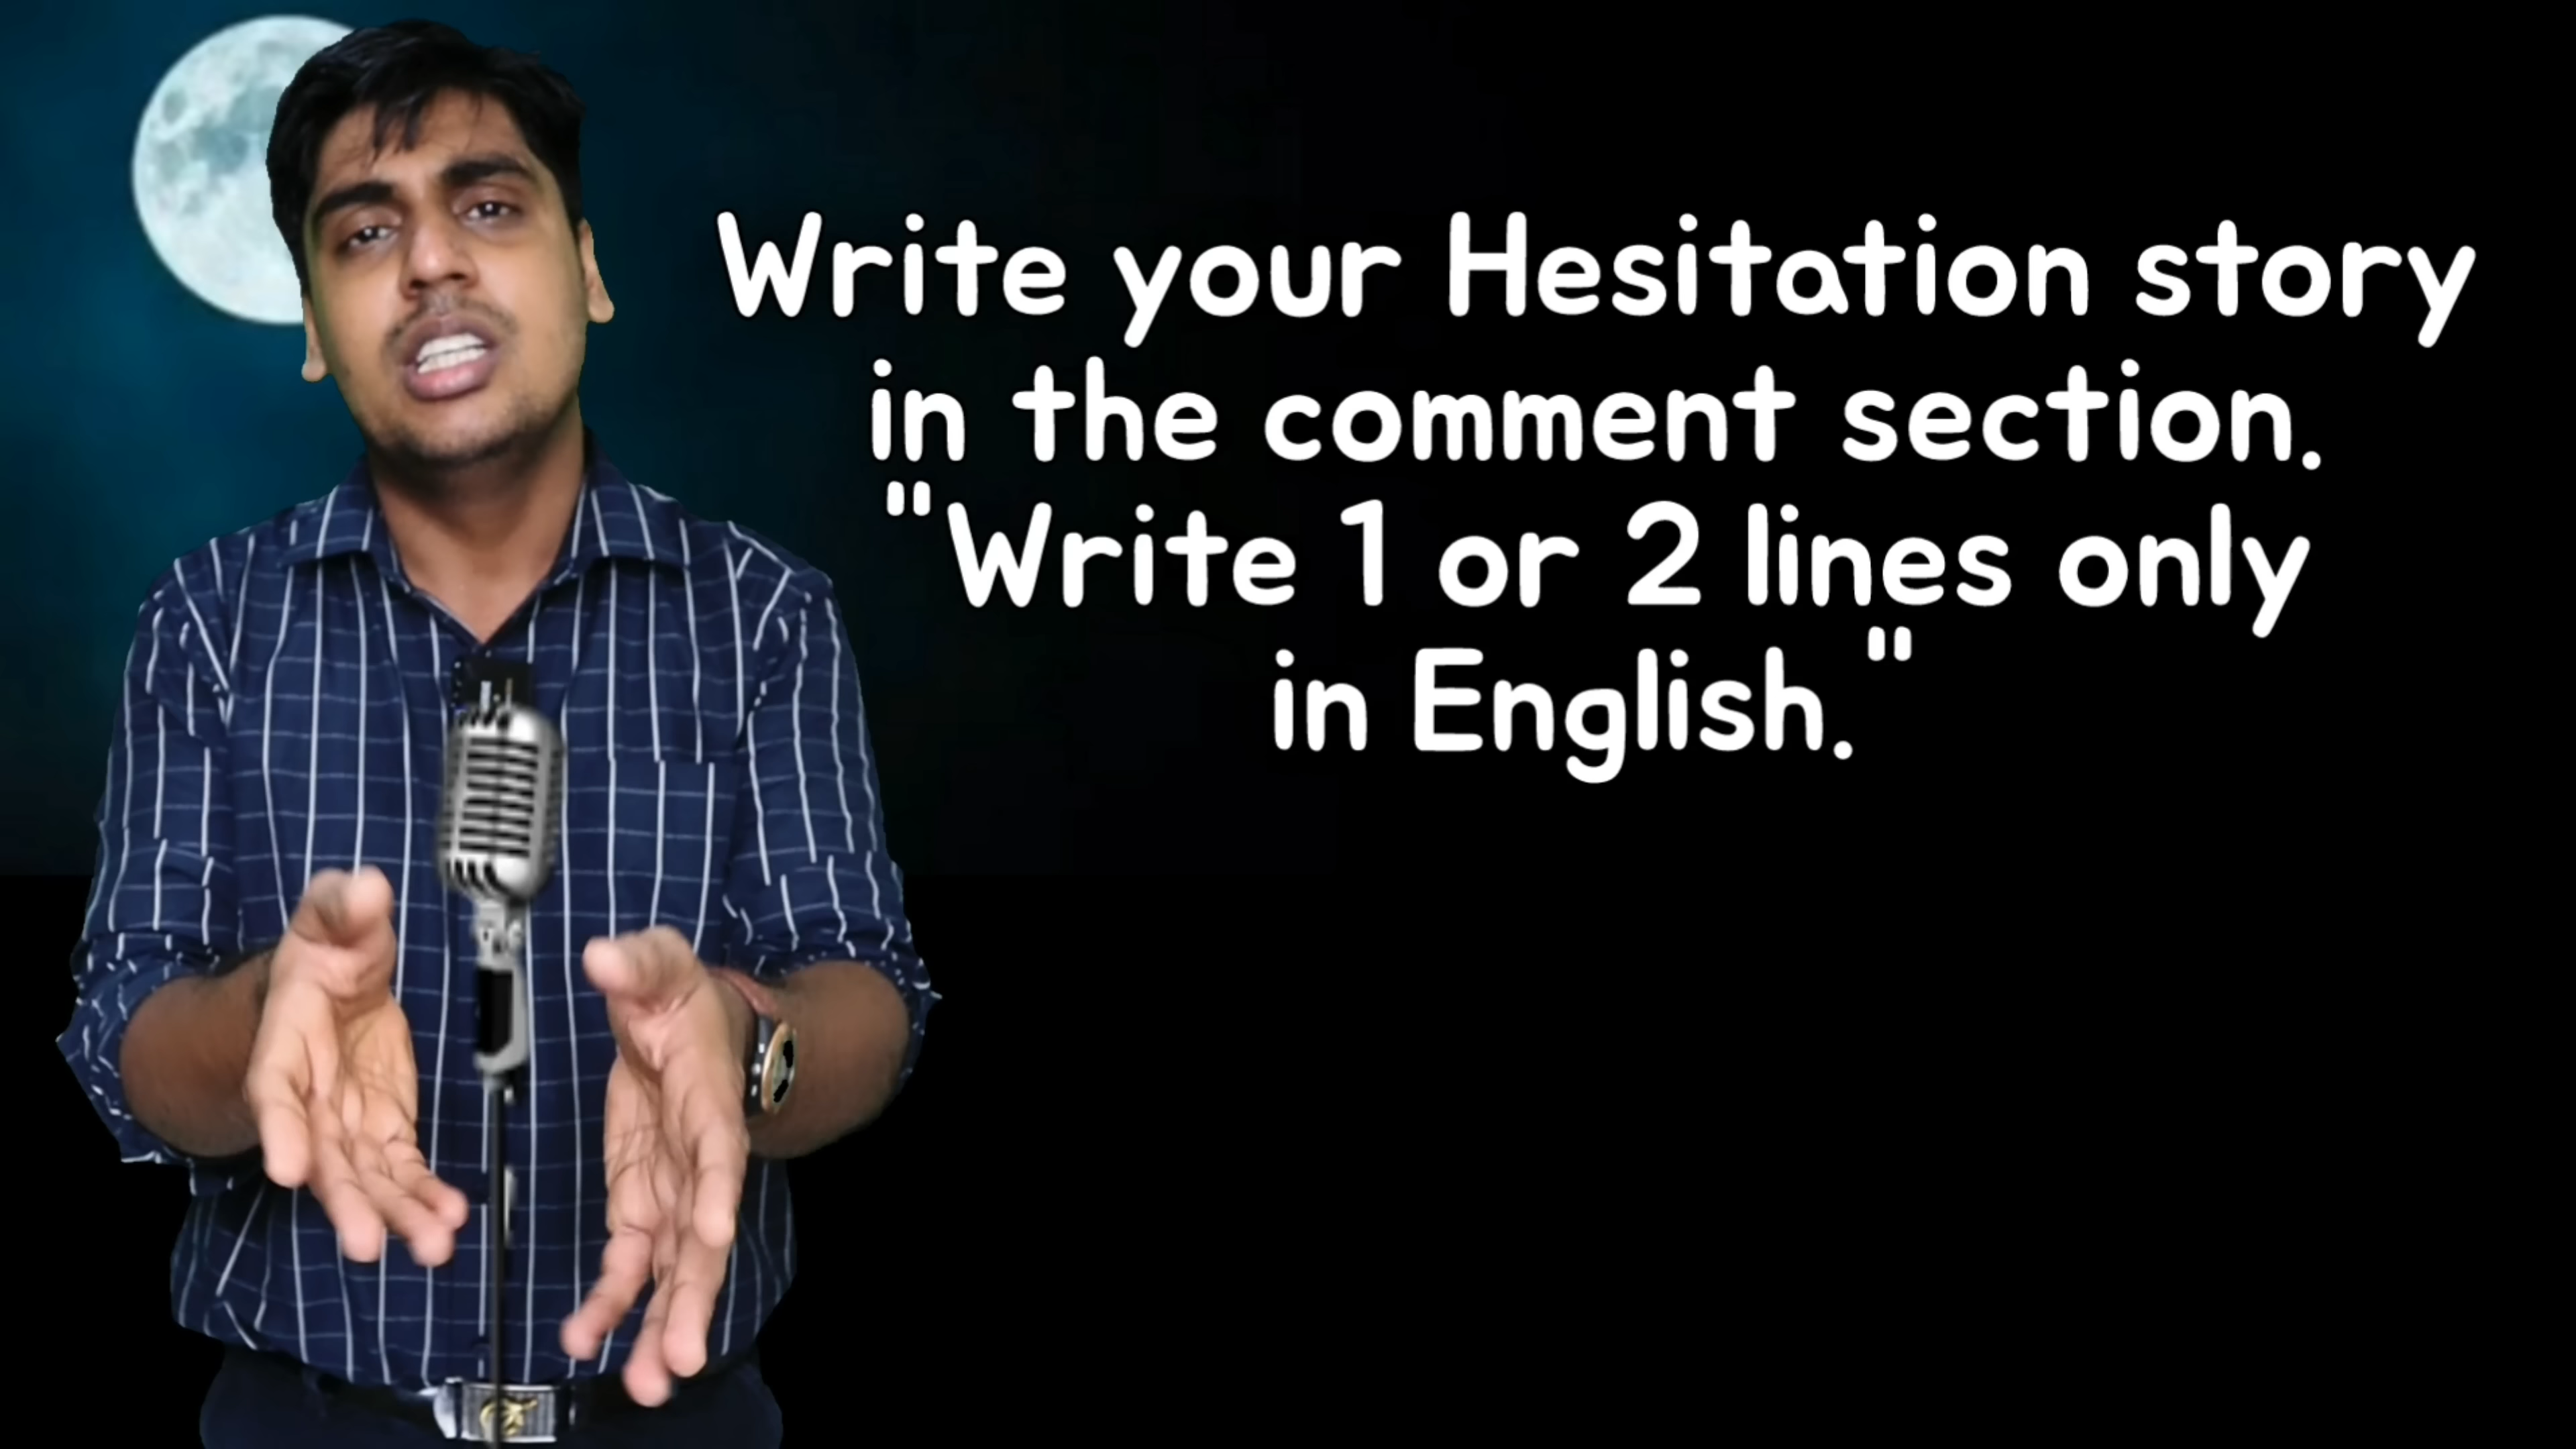 Write your Hesitation story
in the comment section.
"Write 1 or 2 lines only
in English."